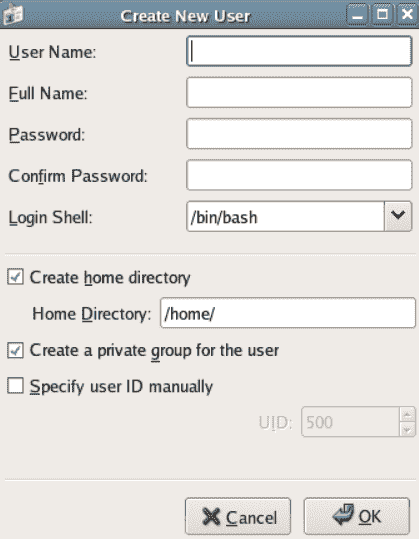 Create New User
User Name:
Full Name:
Password:
Confirm Password:
Login Shell: /bin/bash
Create home directory
Home Directory: /home/
Create a private group for the user
Specify user ID manually
UID: 500
Cancel OK